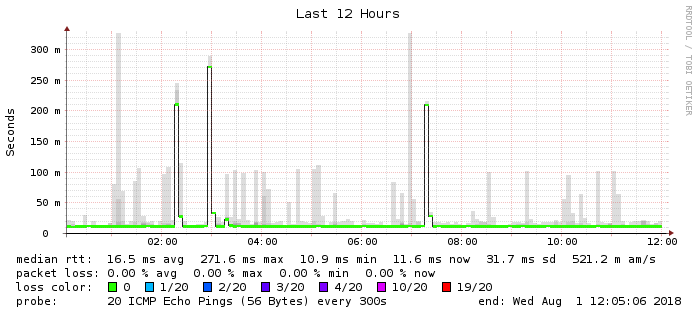 Last 12 Hours
RRDTOOL / TOBI OETIKER
Seconds
300 m
250 m
200 m
150 m
100 m
50 m
0
02:00 04:00 06:00 08:00 10:00 12:00
median rtt: 16.5 ms avg 271.6 ms max 10.9 ms min 11.6 ms now 31.7 ms sd 521.2 m am/s
packet loss: 0.00 % avg 0.00 % max 0.00 % min 0.00 % now
loss color: 0 1/20 2/20 3/20 4/20 10/20 19/20
probe: 20 ICMP Echo Pings (56 Bytes) every 300s end: Wed Aug 1 12:05:06 2018